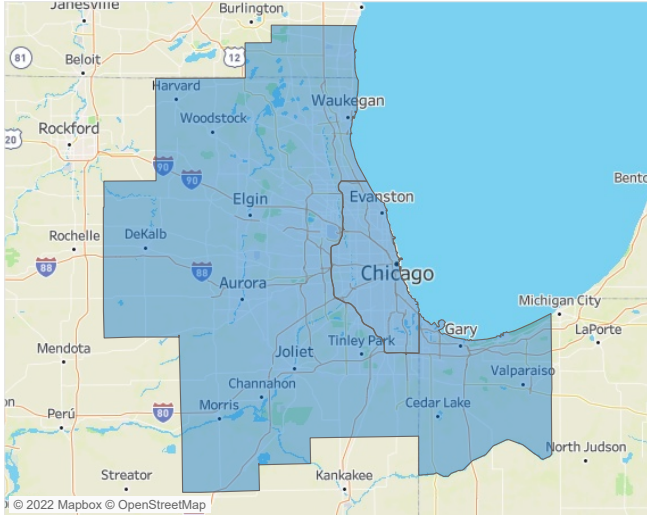 Janesville
Burlington
81
12
Beloit
Harvard
Waukegan
Woodstock
Rockford
20
90
90
Bento
Elgin
Evanston
Rochelle
DeKalb
88
88
Chicago
Aurora
Michigan City
Gary
LaPorte
Mendota
Joliet
Tinley Park
Valparaiso
Channahon
on
Perú
80
Morris
Cedar Lake
North Judson
Streator
Kankakee
© 2022 Mapbox © OpenStreetMap